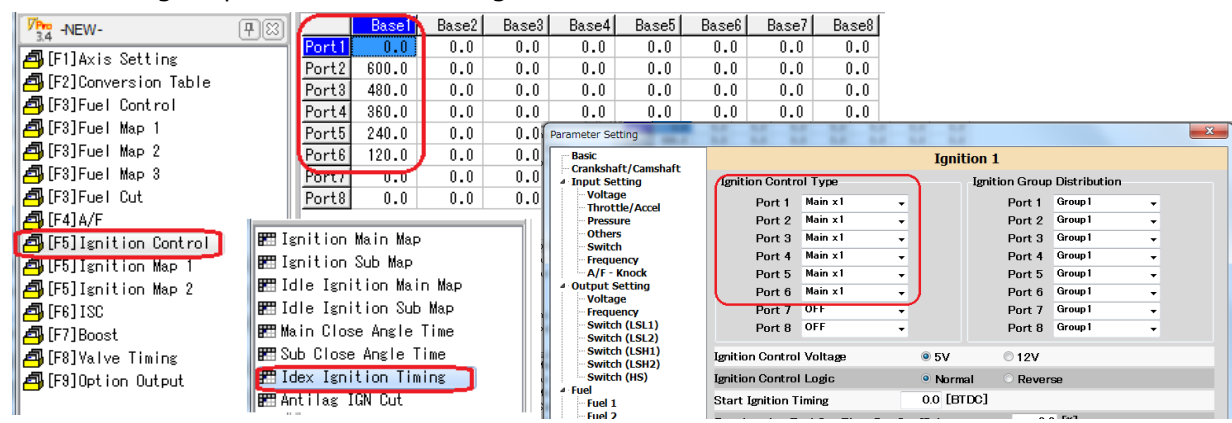 VPro 3.4 -NEW-
[F1]Axis Setting
[F2]Conversion Table
[F3]Fuel Control
[F3]Fuel Map 1
[F3]Fuel Map 2
[F3]Fuel Map 3
[F3]Fuel Cut
[F4]A/F
[F5]Ignition Control
[F5]Ignition Map 1
[F5]Ignition Map 2
[F6]ISC
[F7]Boost
[F8]Valve Timing
[F9]Option Output
Base1 Base2 Base3 Base4 Base5 Base6 Base7 Base8
Port1 0.0 0.0 0.0 0.0 0.0 0.0 0.0 0.0
Port2 600.0 0.0 0.0 0.0 0.0 0.0 0.0 0.0
Port3 480.0 0.0 0.0 0.0 0.0 0.0 0.0 0.0
Port4 360.0 0.0 0.0 0.0 0.0 0.0 0.0 0.0
Port5 240.0 0.0 0.0
Port6 120.0 0.0 0.0
Port7 0.0 0.0 0.0
Port8 0.0 0.0 0.0
Ignition Main Map
Ignition Sub Map
Idle Ignition Main Map
Idle Ignition Sub Map
Main Close Angle Time
Sub Close Angle Time
Idex Ignition Timing
Antilag IGN Cut
Parameter Setting
x
Basic
Crankshaft/Camshaft
Input Setting
Voltage
Throttle/Accel
Pressure
Others
Switch
Frequency
A/F - Knock
Output Setting
Voltage
Frequency
Switch (LSL1)
Switch (LSL2)
Switch (LSH1)
Switch (LSH2)
Switch (HS)
Fuel
Fuel 1
Fuel 2
Ignition 1
Ignition Control Type
Port 1 Main x1
Port 2 Main x1
Port 3 Main x1
Port 4 Main x1
Port 5 Main x1
Port 6 Main x1
Port 7 OFF
Port 8 OFF
Ignition Group Distribution
Port 1 Group1
Port 2 Group1
Port 3 Group1
Port 4 Group1
Port 5 Group1
Port 6 Group1
Port 7 Group1
Port 8 Group1
Ignition Control Voltage 5V 12V
Ignition Control Logic Normal Reverse
Start Ignition Timing 0.0 [BTDC]